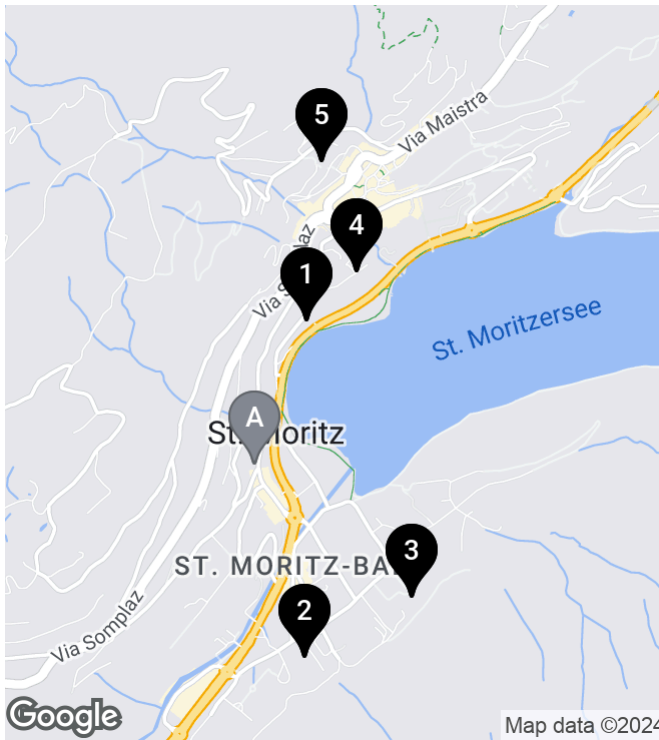 5
Via Maistra
4
1
Via S laz
St. Moritzersee
A
St. Moritz
3
ST. MORITZ-BA
2
Via Somplaz
Google
Map data ©2024